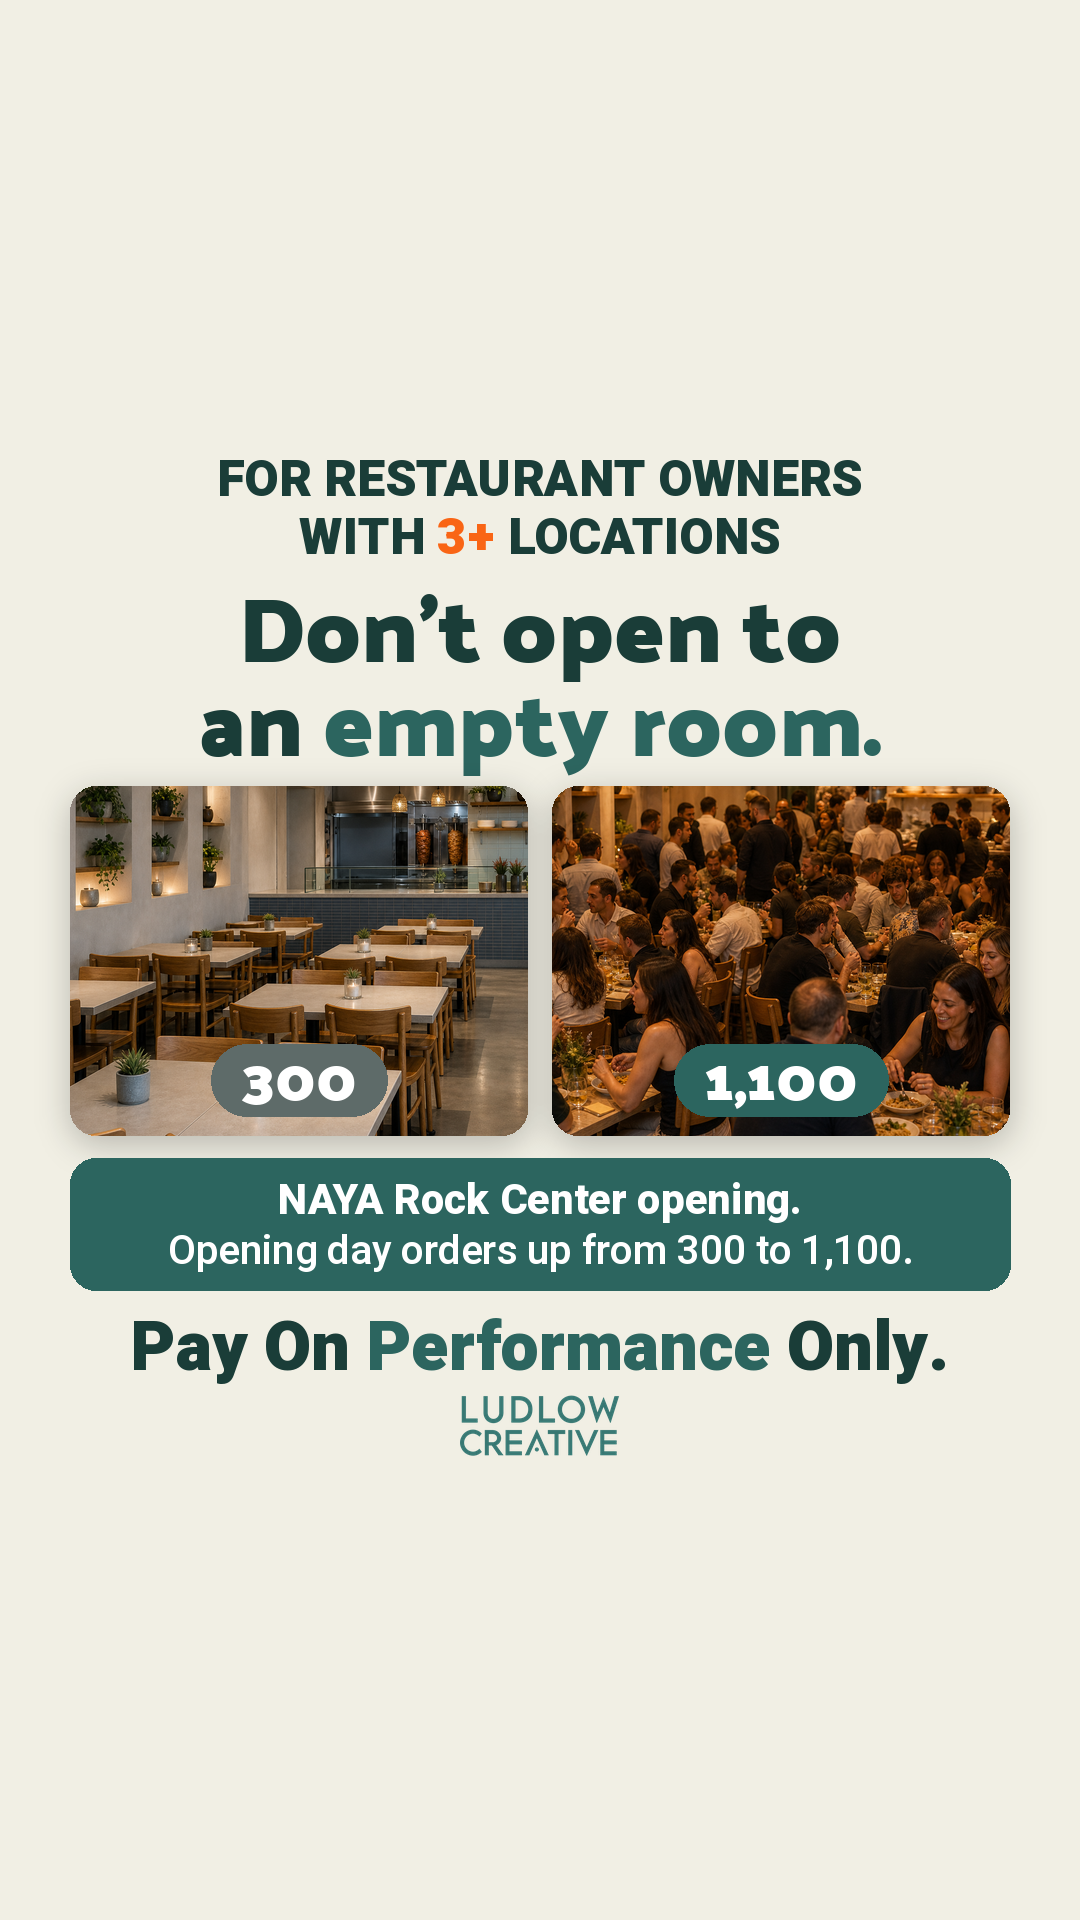 FOR RESTAURANT OWNERS
WITH 3+ LOCATIONS
Don’t open to
an empty room.
300
1,100
NAYA Rock Center opening.
Opening day orders up from 300 to 1,100.
Pay On Performance Only.
LUDLOW
CREATIVE